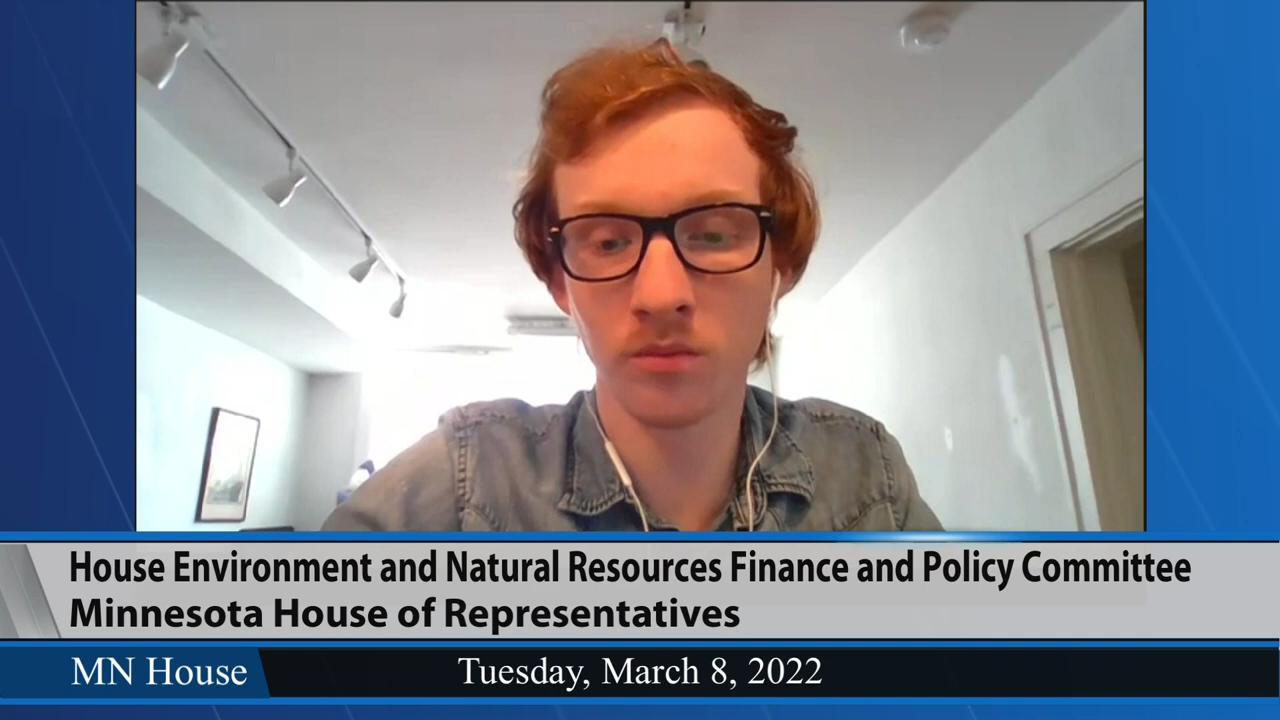 House Environment and Natural Resources Finance and Policy Committee
Minnesota House of Representatives
MN House Tuesday, March 8, 2022